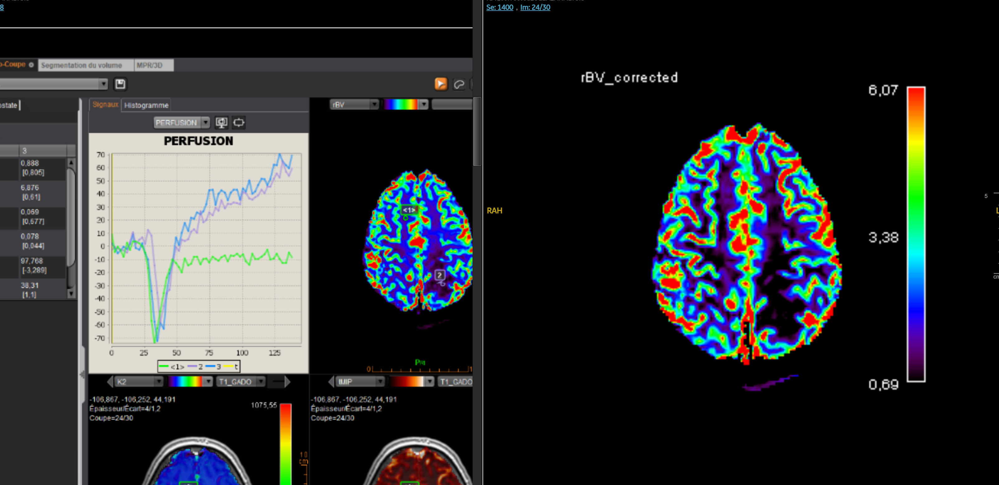 8
Se: 1400 , Im: 24/30
o-Coupe
Segmentation du volume
MPR/3D
rBV_corrected
6,07
3,38
0,69
RAH
L
5
cm
ostate
Signaux
Histogramme
rBV
PERFUSION
PERFUSION
3
0,888
[0,805]
6,876
[0,61]
0,069
[0,677]
0,078
[0,044]
97,768
[-3,289]
38,31
[1,1]
70
60
50
40
30
20
10
0
-10
-20
-30
-40
-50
-60
-70
0 25 50 75 100 125
<1> 2 3 t
<1>
2
PRI
0 1
K2
T1_GADO
IMIP
T1_GADO
-106,867, -106,252, 44,191
Épaisseur/Écart=4/1,2
Coupe=24/30
1075,55
10
cm
-106,867, -106,252, 44,191
Épaisseur/Écart=4/1,2
Coupe=24/30